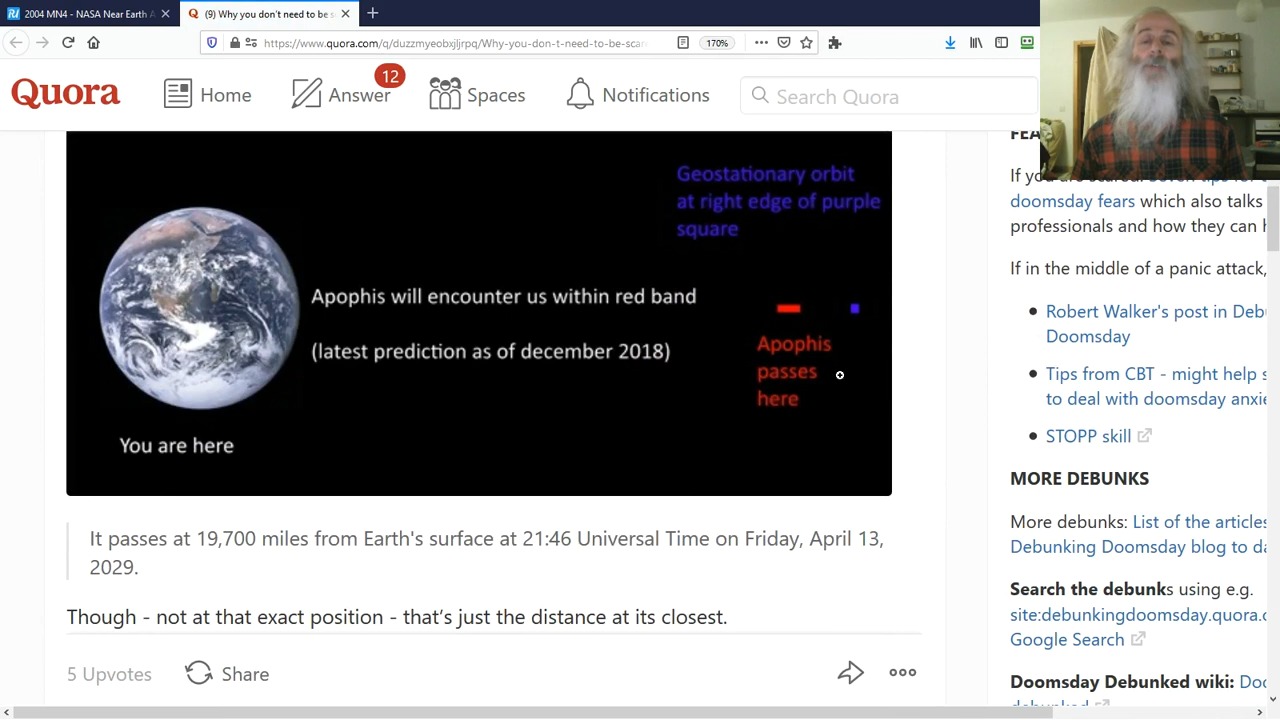 2004 MN4 - NASA Near Earth A
(9) Why you don't need to be s
https://www.quora.com/q/duzzmyeobxjljrpq/Why-you-don-t-need-to-be-scar
170%
Quora
Home
Answer
12
Spaces
Notifications
Search Quora
Geostationary orbit
at right edge of purple
square
Apophis will encounter us within red band
(latest prediction as of december 2018)
Apophis
passes
here
You are here
It passes at 19,700 miles from Earth's surface at 21:46 Universal Time on Friday, April 13,
2029.
Though - not at that exact position - that's just the distance at its closest.
5 Upvotes
Share
If you
doomsday fears which also talks
professionals and how they can h
If in the middle of a panic attack,
Robert Walker's post in Deb
Doomsday
Tips from CBT - might help s
to deal with doomsday anxie
STOPP skill
MORE DEBUNKS
More debunks: List of the articles
Debunking Doomsday blog to da
Search the debunks using e.g.
site:debunkingdoomsday.quora.c
Google Search
Doomsday Debunked wiki: Doo